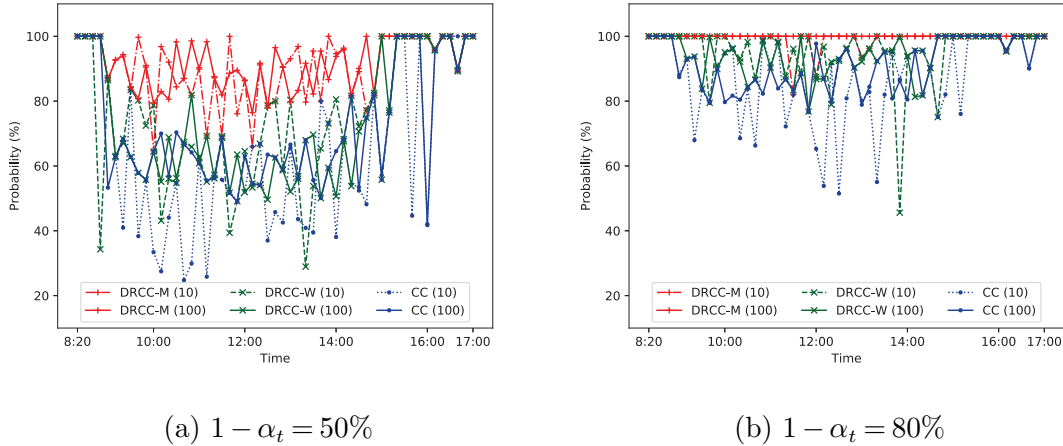 100
80
60
40
20
Probability (%)
DRCC–M (10)
DRCC–M (100)
DRCC–W (10)
DRCC–W (100)
CC (10)
CC (100)
8:20
10:00
12:00
14:00
16:00
17:00
Time
(a) 1 − αₜ = 50%
100
80
60
40
20
Probability (%)
DRCC–M (10)
DRCC–M (100)
DRCC–W (10)
DRCC–W (100)
CC (10)
CC (100)
8:20
10:00
12:00
14:00
16:00
17:00
Time
(b) 1 − αₜ = 80%